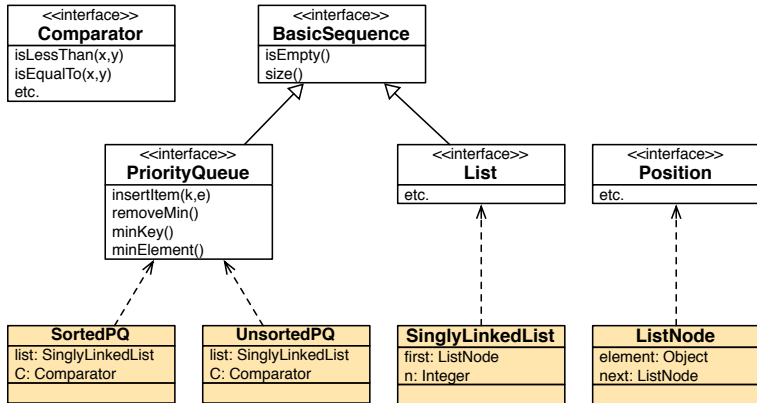 <<interface>>
Comparator
isLessThan(x,y)
isEqualTo(x,y)
etc.
<<interface>>
BasicSequence
isEmpty()
size()
<<interface>>
PriorityQueue
insertItem(k,e)
removeMin()
minKey()
minElement()
<<interface>>
List
etc.
<<interface>>
Position
etc.
SortedPQ
list: SinglyLinkedList
C: Comparator
UnsortedPQ
list: SinglyLinkedList
C: Comparator
SinglyLinkedList
first: ListNode
n: Integer
ListNode
element: Object
next: ListNode